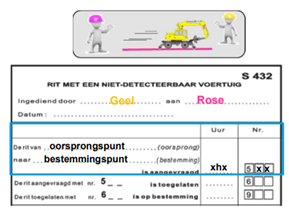 S 432
RIT MET EEN NIET-DETECTEERBAAR VOERTUIG
Ingediend door ........ Geel ........ aan .... Rose ........
Datum : ........
Uur Nr.
De rit van .. oorsprongspunt .... (oorsprong)
naar .. bestemmingspunt ...... (bestemming)
is aangevraagd xhx 5 x x
De rit aangevraagd met nr. 5 _ _ is toegelaten 6
De rit toegelaten met nr. 6 _ _ is op bestemming 9